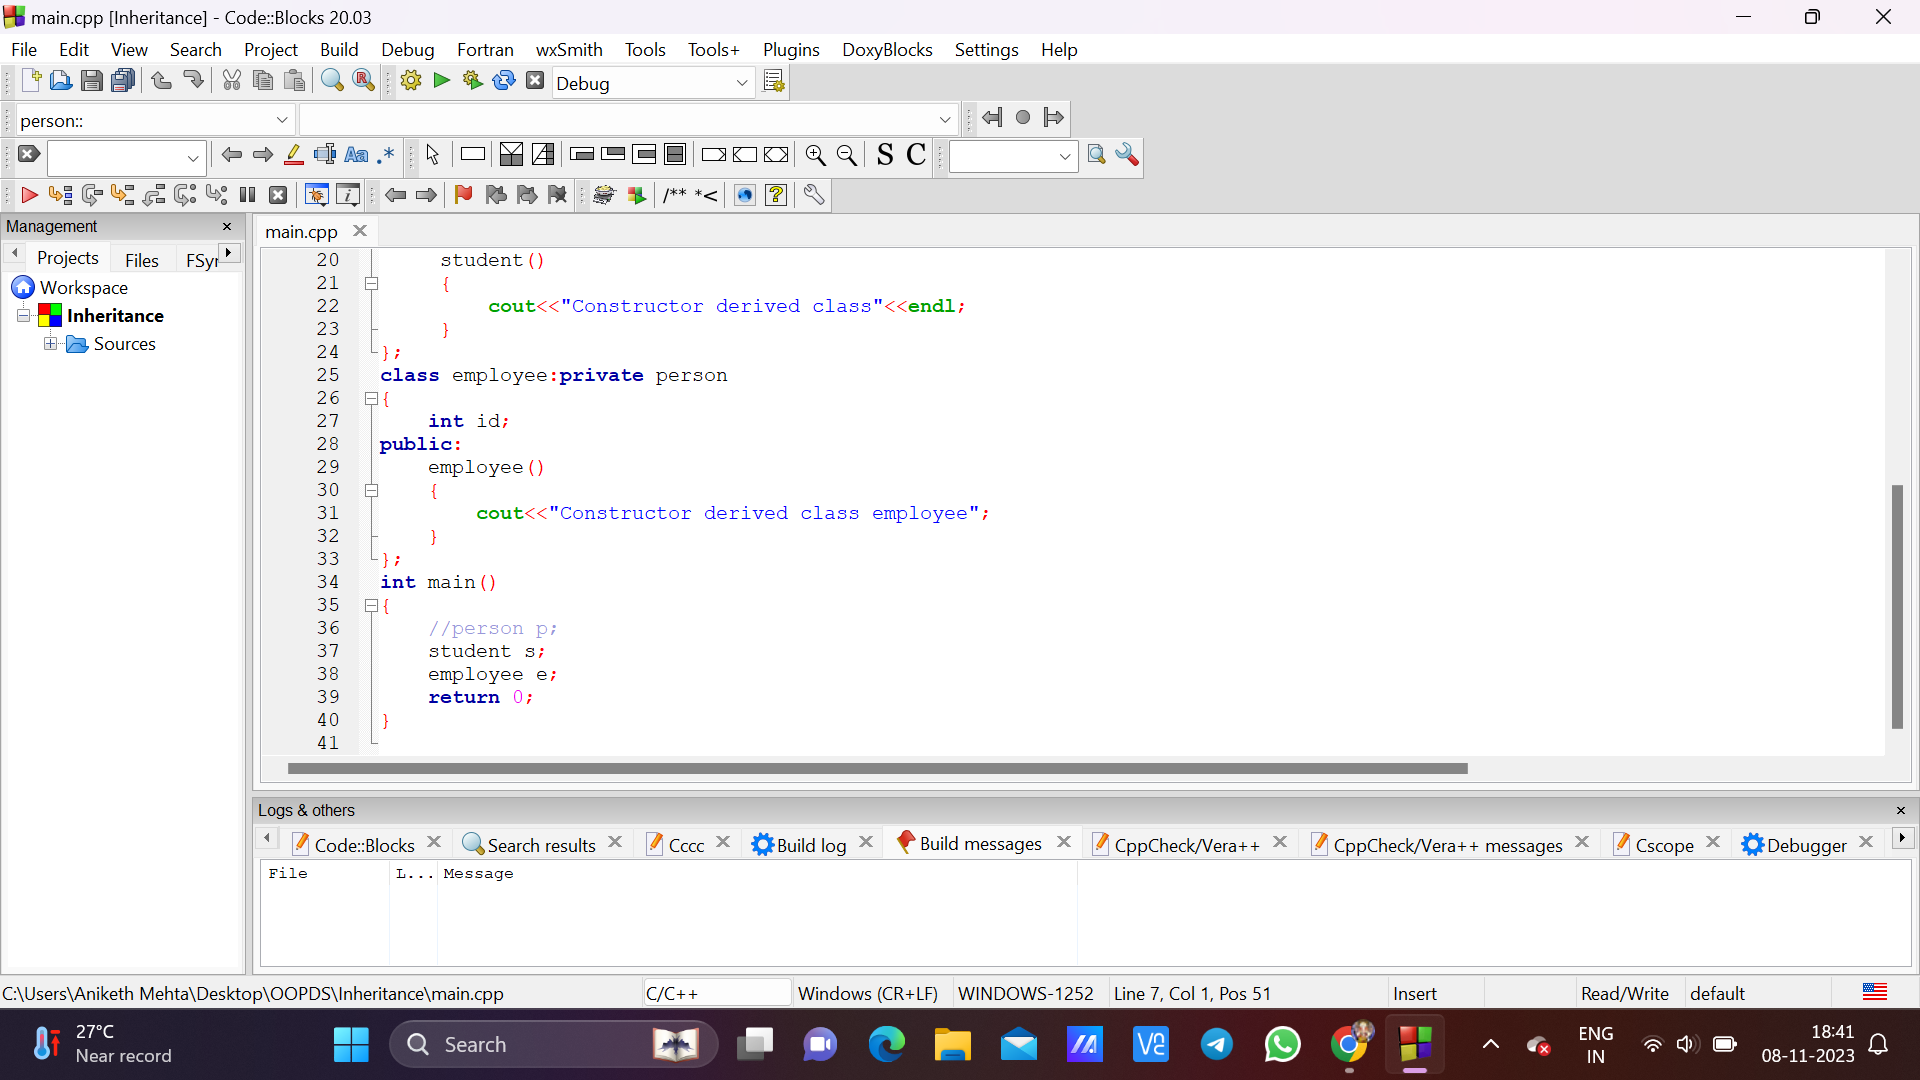 main.cpp [Inheritance] - Code::Blocks 20.03
File Edit View Search Project Build Debug Fortran wxSmith Tools Tools+ Plugins DoxyBlocks Settings Help
Debug
person::
Aa .* S C
/** *<
Management
Projects Files FSyr
Workspace
Inheritance
Sources
main.cpp
20 student()
21 {
22 cout<<"Constructor derived class"<<endl;
23 }
24 };
25 class employee:private person
26 {
27 int id;
28 public:
29 employee()
30 {
31 cout<<"Constructor derived class employee";
32 }
33 };
34 int main()
35 {
36 //person p;
37 student s;
38 employee e;
39 return 0;
40 }
41
Logs & others
Code::Blocks Search results Cccc Build log Build messages CppCheck/Vera++ CppCheck/Vera++ messages Cscope Debugger
File L... Message
C:\Users\Aniketh Mehta\Desktop\OOPDS\Inheritance\main.cpp C/C++ Windows (CR+LF) WINDOWS-1252 Line 7, Col 1, Pos 51 Insert Read/Write default
27°C
Near record
Search
ENG
IN
18:41
08-11-2023